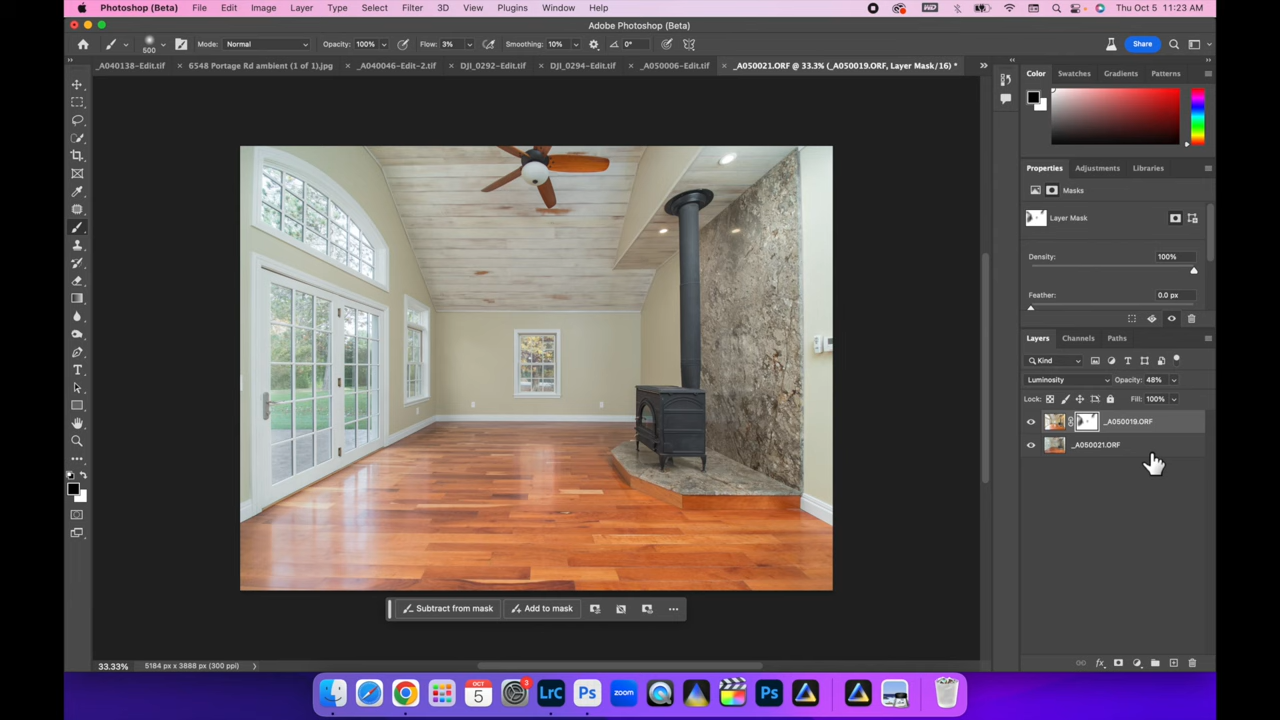 Photoshop (Beta) File Edit Image Layer Type Select Filter 3D View Plugins Window Help Thu Oct 5 11:23 AM
Adobe Photoshop (Beta)
500 Mode: Normal Opacity: 100% Flow: 3% Smoothing: 10% 0° Share
_A040138-Edit.tif 6548 Portage Rd ambient (1 of 1).jpg _A040046-Edit-2.tif DJI_0292-Edit.tif DJI_0294-Edit.tif _A050006-Edit.tif _A050021.ORF @ 33.3% (_A050019.ORF, Layer Mask/16) *
Color Swatches Gradients Patterns
Properties Adjustments Libraries
Masks
Layer Mask
Density: 100%
Feather: 0.0 px
Layers Channels Paths
Kind
Luminosity Opacity: 48%
Lock: Fill: 100%
_A050019.ORF
_A050021.ORF
Subtract from mask Add to mask
33.33% 5184 px x 3888 px (300 ppi)
OCT
5
3
LrC
Ps
zoom
Ps